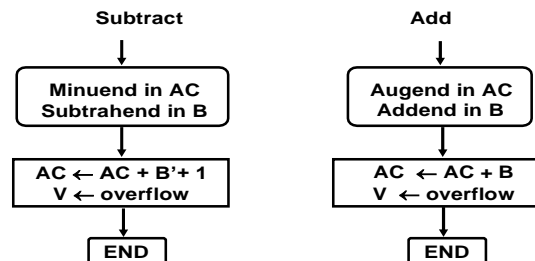 Subtract
Minuend in AC
Subtrahend in B
AC ← AC + B’+ 1
V ← overflow
END
Add
Augend in AC
Addend in B
AC ← AC + B
V ← overflow
END